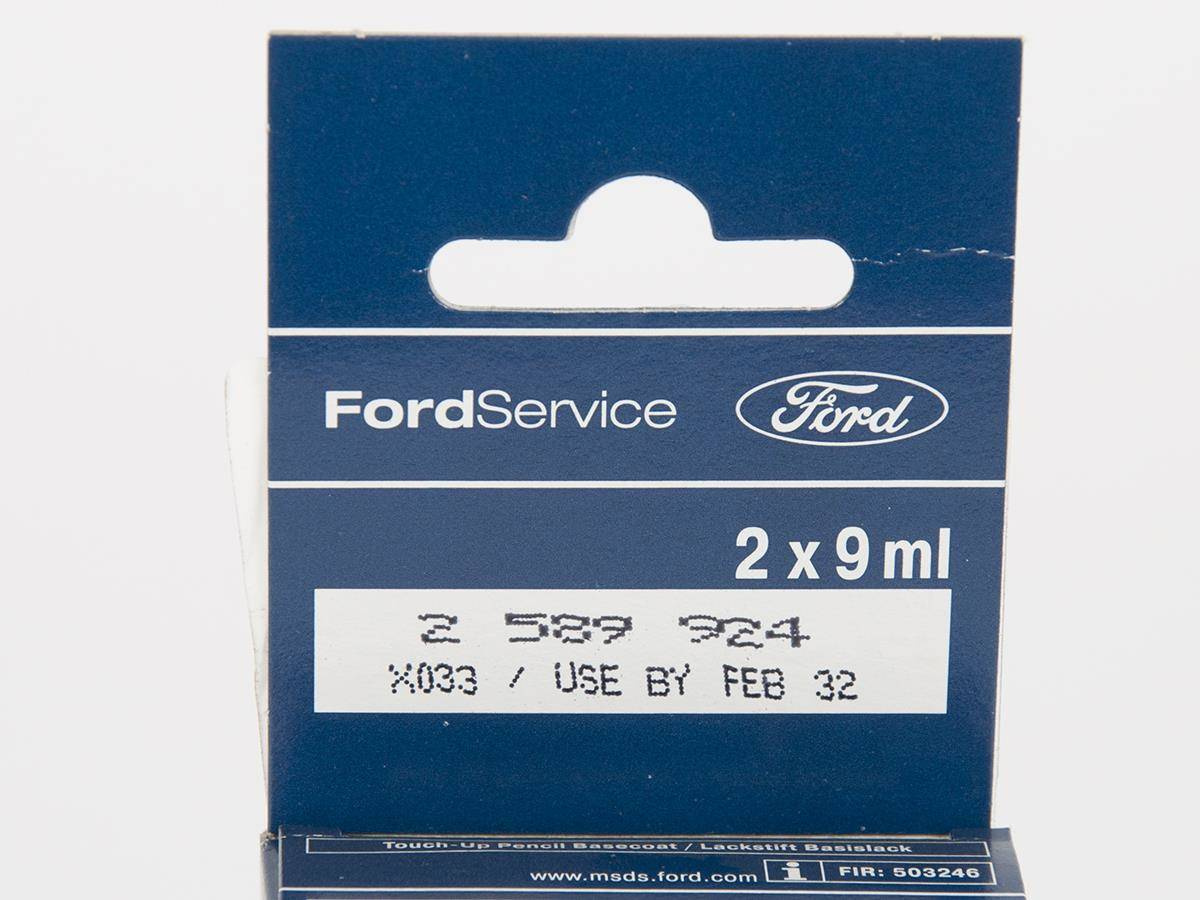 FordService Ford
2 x 9 ml
2 589 924
X033 / USE BY FEB 32
Touch-Up Pencil Basecoat / Lackstift Basislack
www.msds.ford.com i FIR: 503246